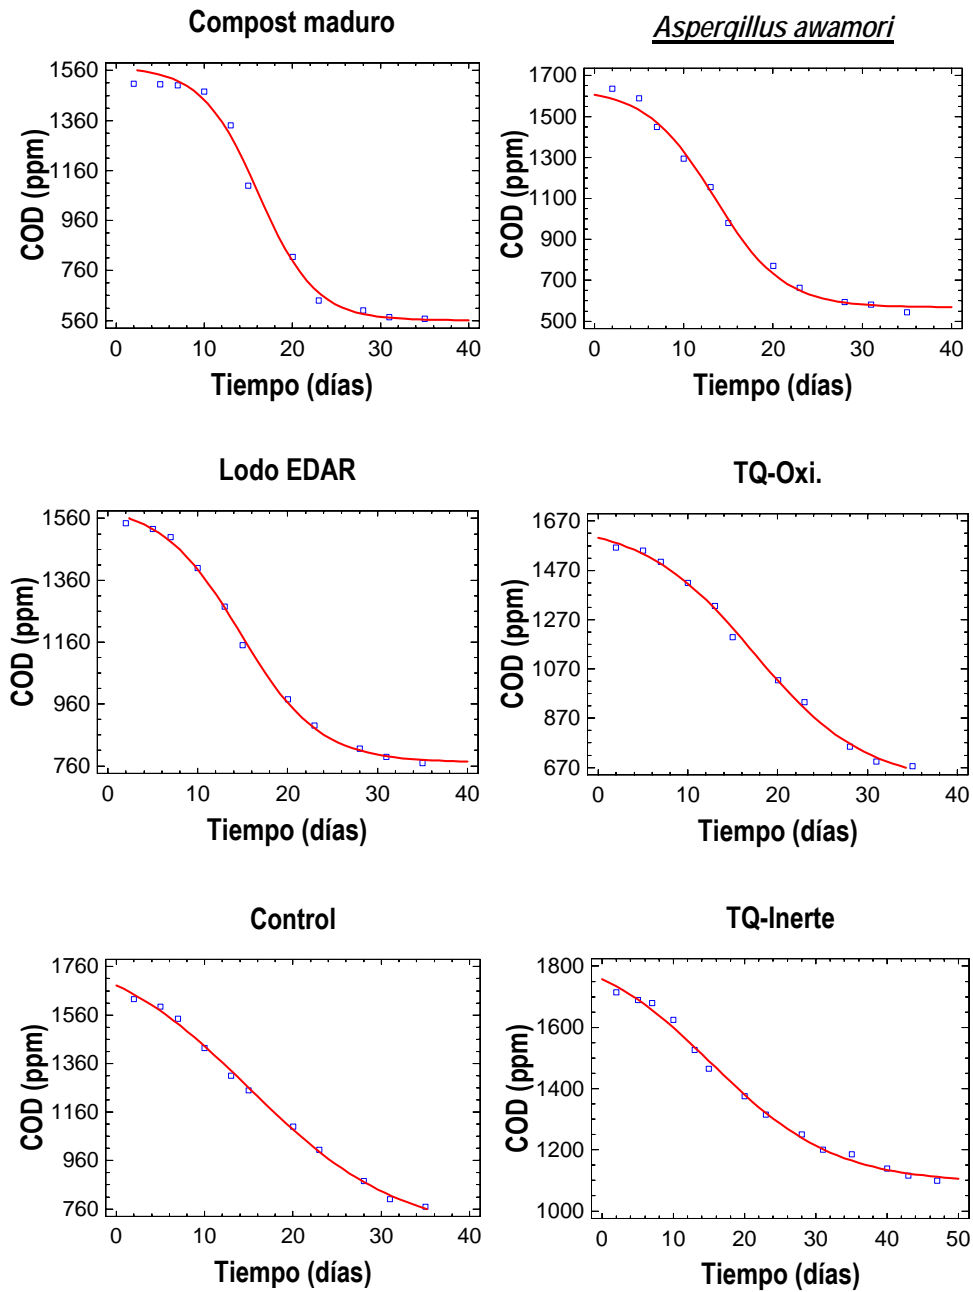 Compost maduro
1560
1360
1160
960
760
560
COD (ppm)
0 10 20 30 40
Tiempo (días)
Aspergillus awamori
1700
1500
1300
1100
900
700
500
COD (ppm)
0 10 20 30 40
Tiempo (días)
Lodo EDAR
1560
1360
1160
960
760
COD (ppm)
0 10 20 30 40
Tiempo (días)
TQ-Oxi.
1670
1470
1270
1070
870
670
COD (ppm)
0 10 20 30 40
Tiempo (días)
Control
1760
1560
1360
1160
960
760
COD (ppm)
0 10 20 30 40
Tiempo (días)
TQ-Inerte
1800
1600
1400
1200
1000
COD (ppm)
0 10 20 30 40 50
Tiempo (días)